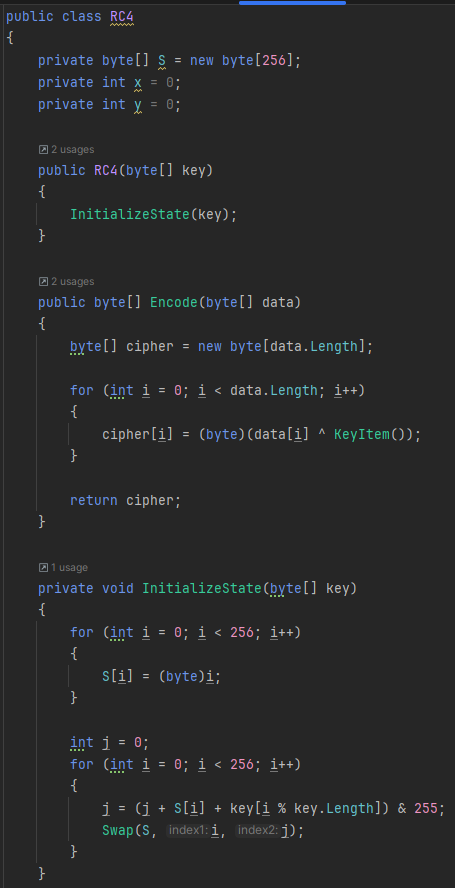 public class RC4
{
    private byte[] S = new byte[256];
    private int x = 0;
    private int y = 0;

    2 usages
    public RC4(byte[] key)
    {
        InitializeState(key);
    }

    2 usages
    public byte[] Encode(byte[] data)
    {
        byte[] cipher = new byte[data.Length];

        for (int i = 0; i < data.Length; i++)
        {
            cipher[i] = (byte)(data[i] ^ KeyItem());
        }

        return cipher;
    }

    1 usage
    private void InitializeState(byte[] key)
    {
        for (int i = 0; i < 256; i++)
        {
            S[i] = (byte)i;
        }

        int j = 0;
        for (int i = 0; i < 256; i++)
        {
            j = (j + S[i] + key[i % key.Length]) & 255;
            Swap(S, index1: i, index2: j);
        }
    }